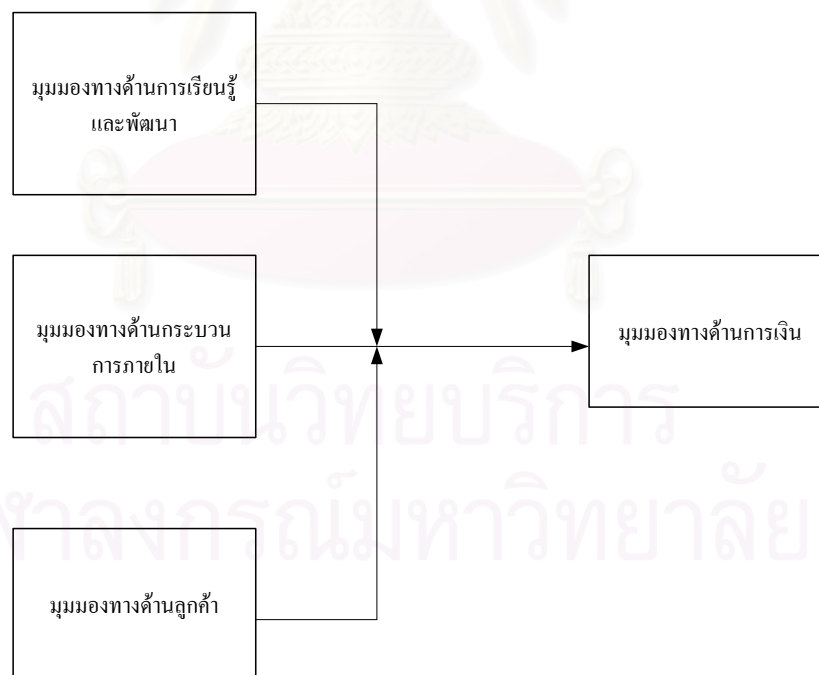 มุมมองทางด้านการเรียนรู้
และพัฒนา
มุมมองทางด้านกระบวน
การภายใน
มุมมองทางด้านการเงิน
มุมมองทางด้านลูกค้า
สถาบันวิทยบริการ
ฬาลงกรณ์มหาวิทยาลัย